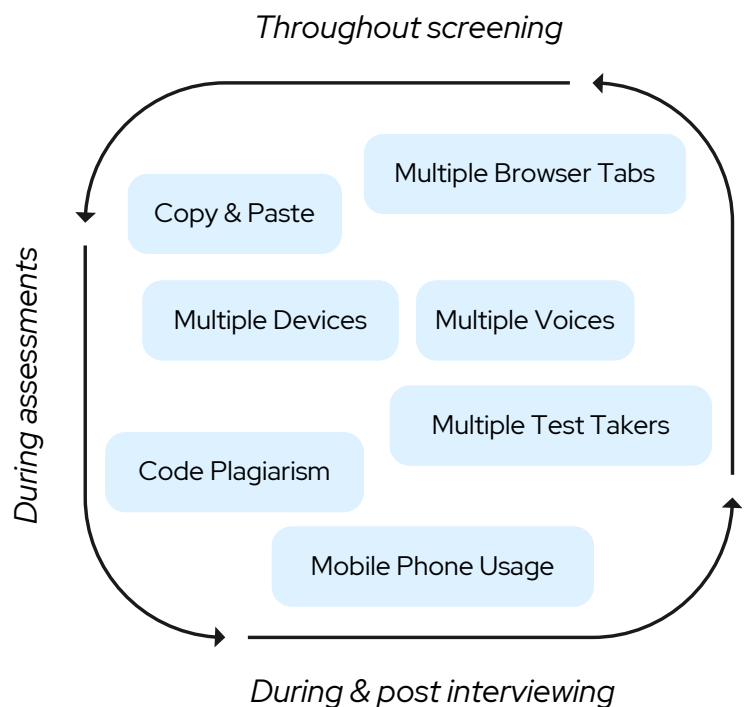 Throughout screening
Multiple Browser Tabs
Copy & Paste
Multiple Devices
Multiple Voices
During assessments
Multiple Test Takers
Code Plagiarism
Mobile Phone Usage
During & post interviewing